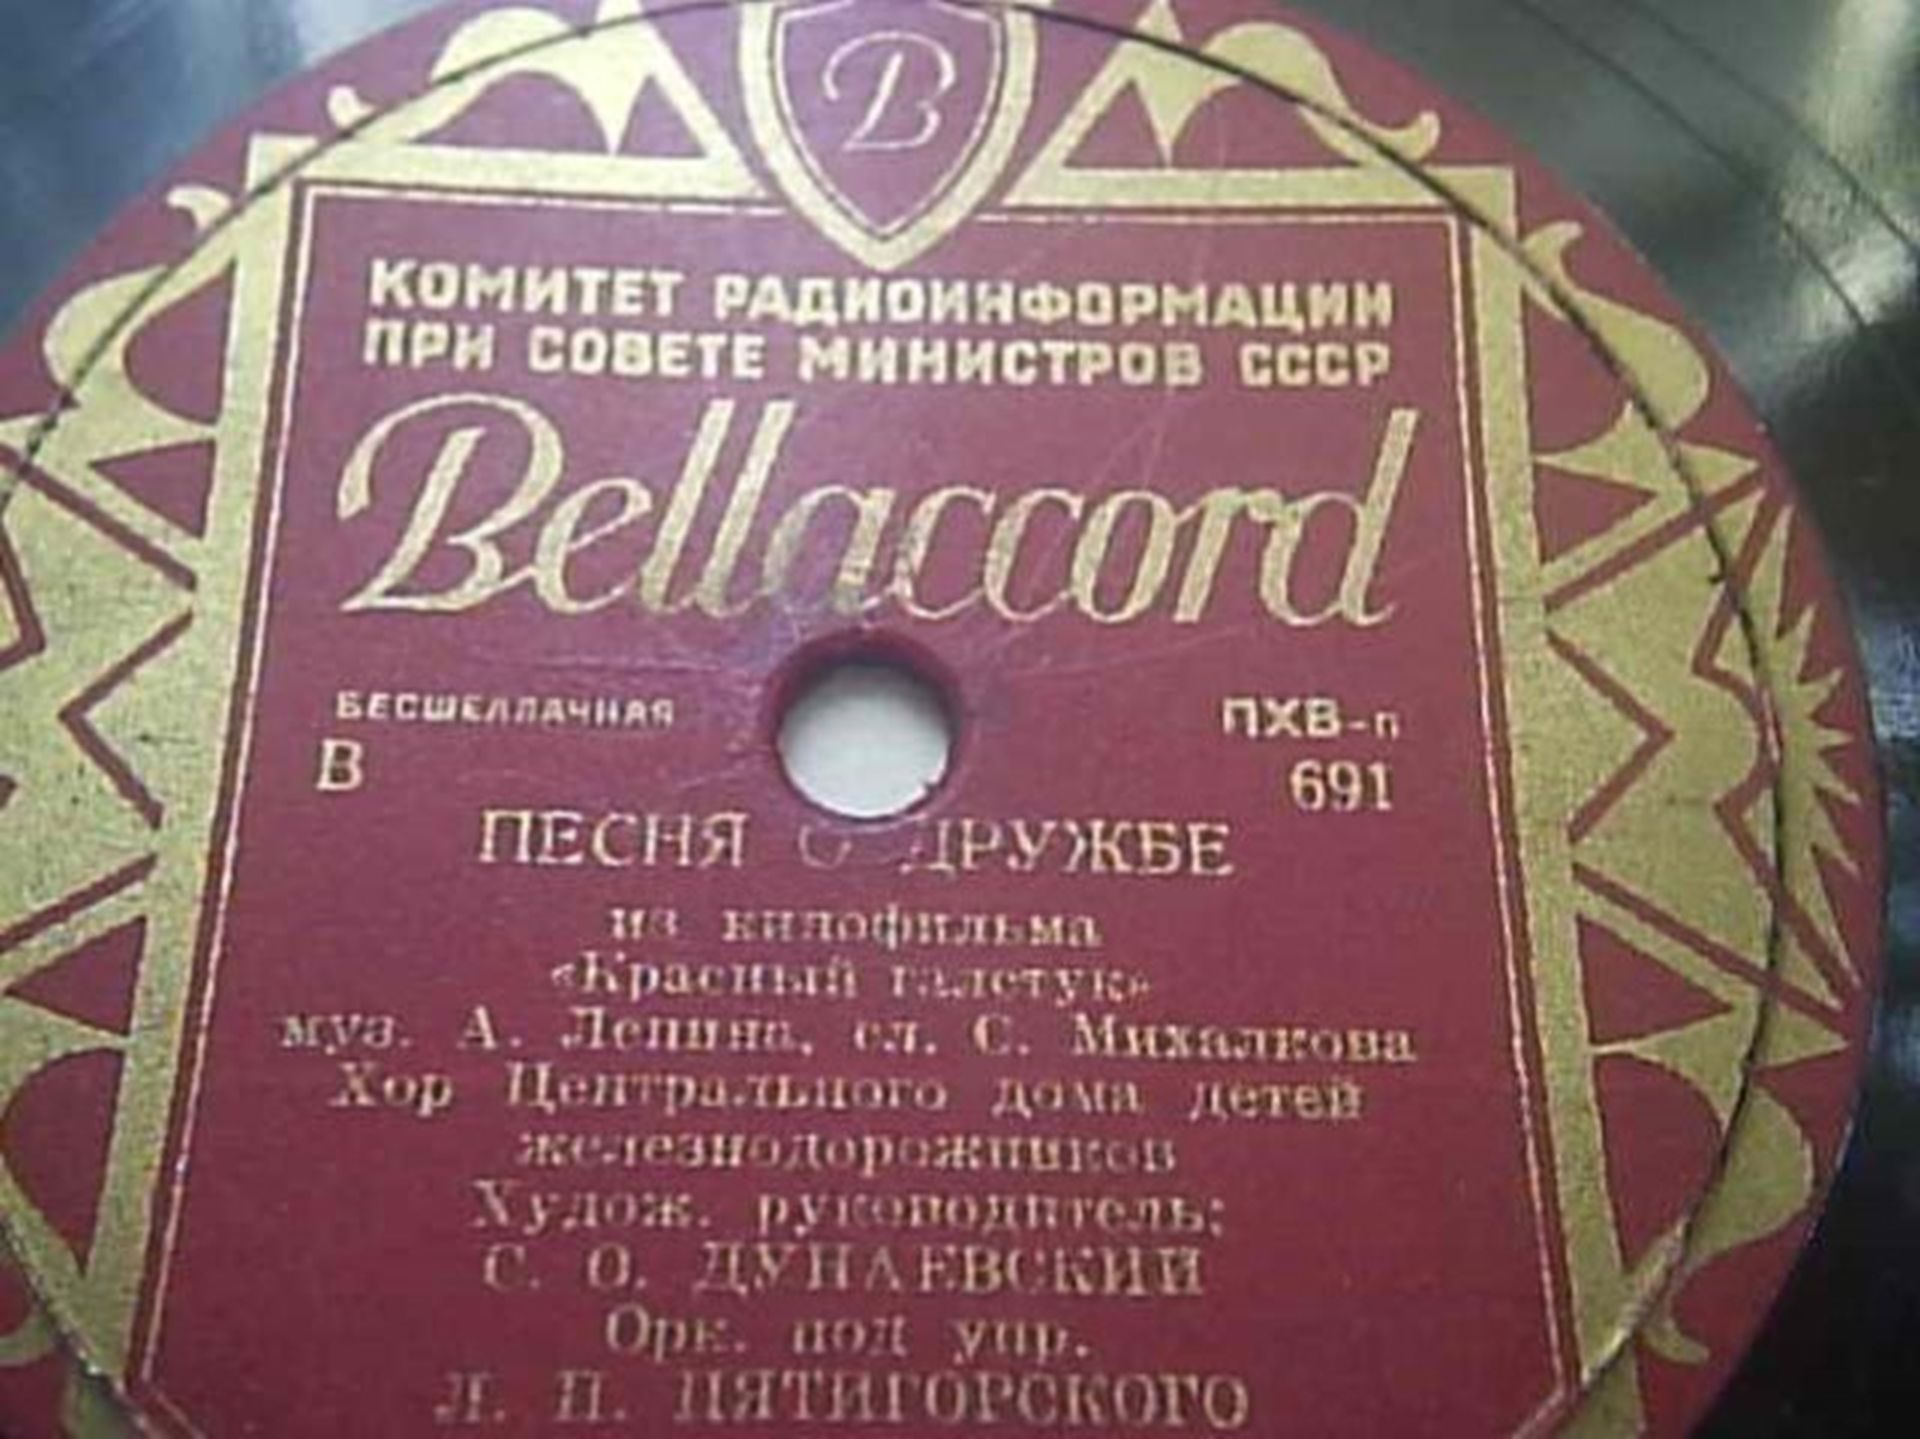 B
КОМИТЕТ РАДИОИНФОРМАЦИИ
ПРИ СОВЕТЕ МИНИСТРОВ СССР
Bellaccord
БЕСШЕЛЛАЧНАЯ ПХВ-п
В 691
ПЕСНЯ О ДРУЖБЕ
из кинофильма
«Красный галстук»
муз. А. Лепина, сл. С. Михалкова
Хор Центрального дома детей
железнодорожников
Худож. руководитель:
С. О. ДУНАЕВСКИЙ
Орк. под упр.
Л. П. ПЯТИГОРСКОГО